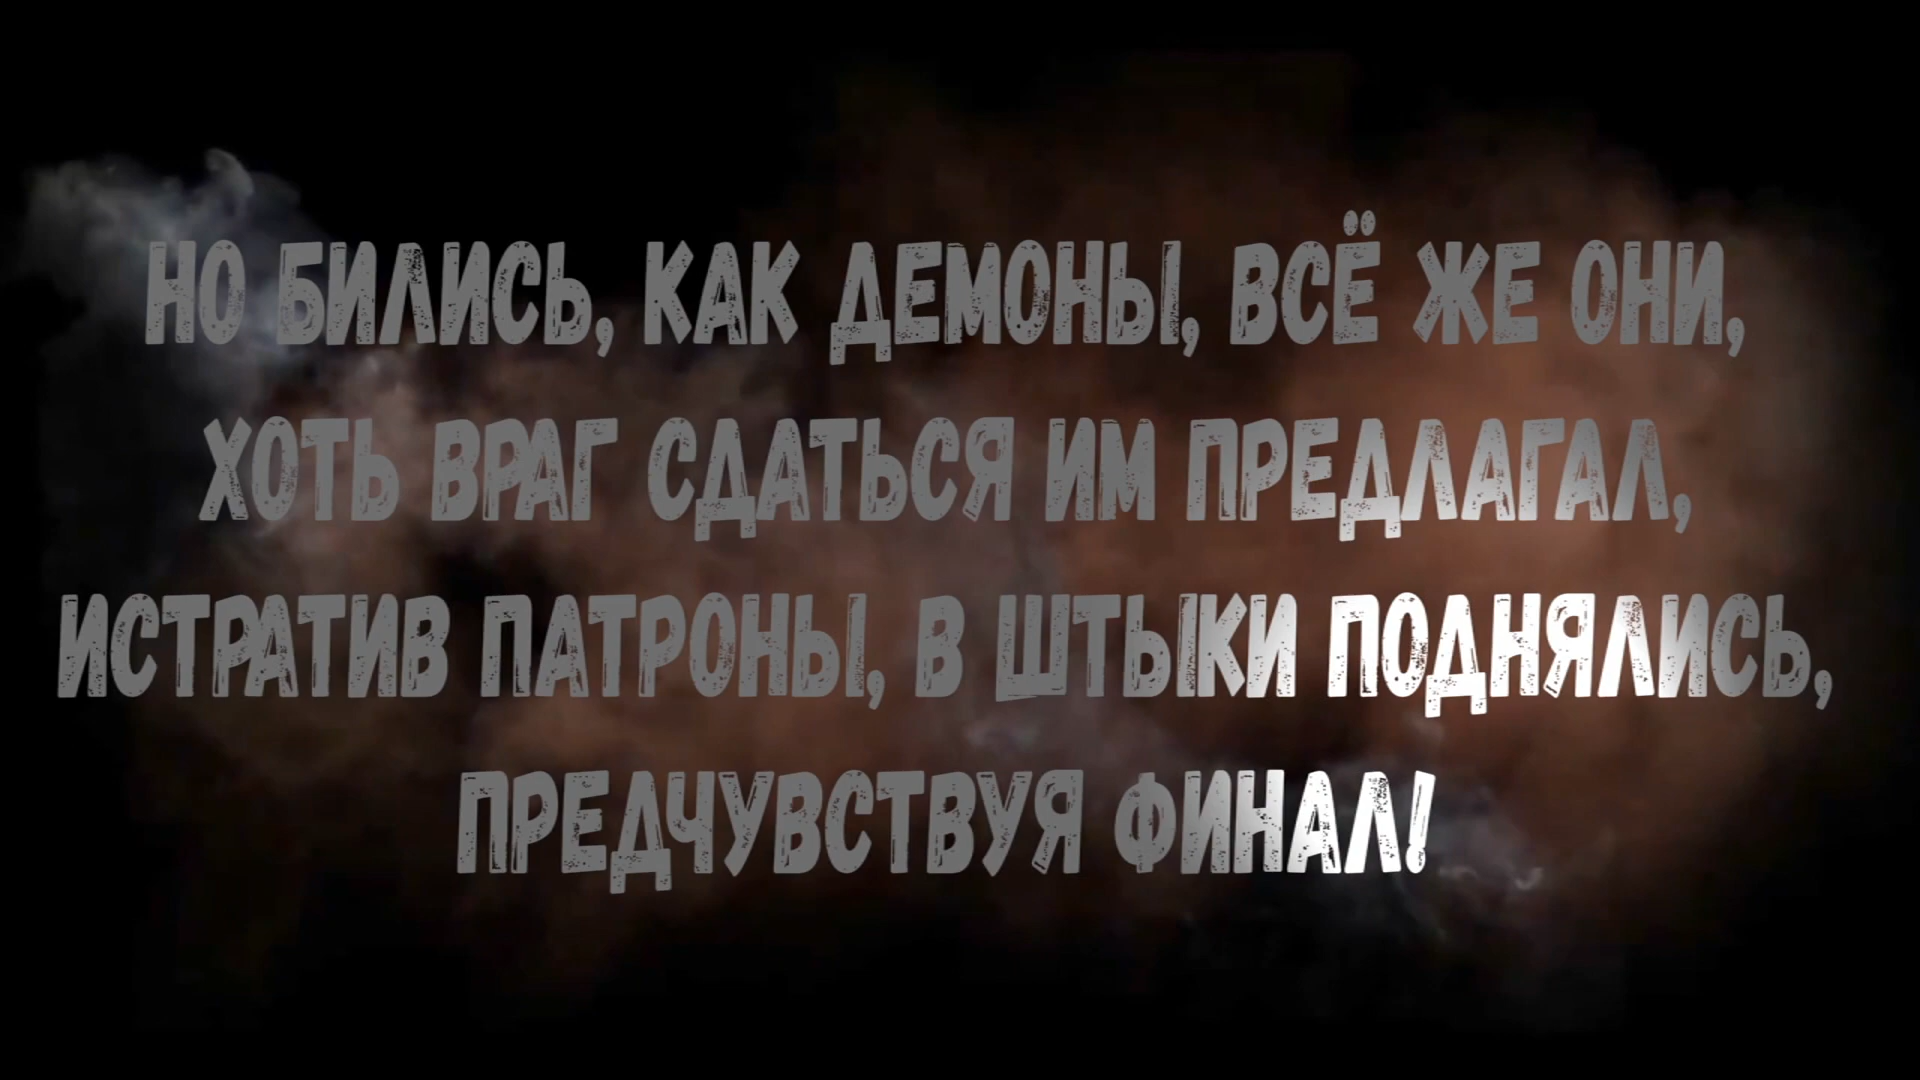 НО БИЛИСЬ, КАК ДЕМОНЫ, ВСЁ ЖЕ ОНИ,
ХОТЬ ВРАГ СДАТЬСЯ ИМ ПРЕДЛАГАЛ,
ИСТРАТИВ ПАТРОНЫ, В ШТЫКИ ПОДНЯЛИСЬ,
ПРЕДЧУВСТВУЯ ФИНАЛ!